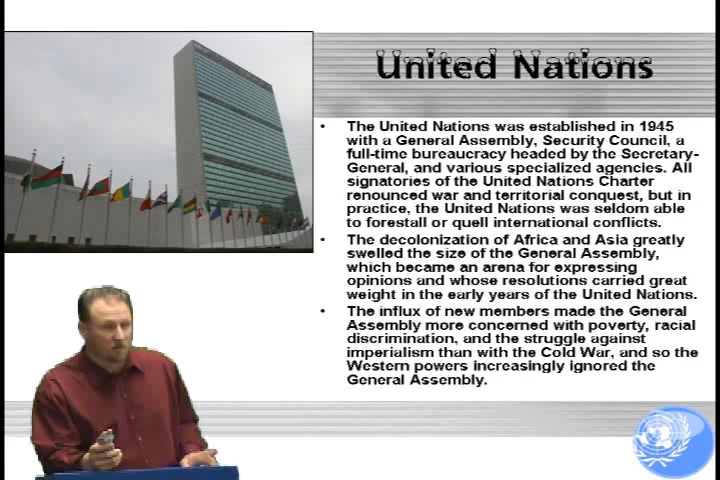 United Nations
• The United Nations was established in 1945
with a General Assembly, Security Council, a
full-time bureaucracy headed by the Secretary-
General, and various specialized agencies. All
signatories of the United Nations Charter
renounced war and territorial conquest, but in
practice, the United Nations was seldom able
to forestall or quell international conflicts.
• The decolonization of Africa and Asia greatly
swelled the size of the General Assembly,
which became an arena for expressing
opinions and whose resolutions carried great
weight in the early years of the United Nations.
• The influx of new members made the General
Assembly more concerned with poverty, racial
discrimination, and the struggle against
imperialism than with the Cold War, and so the
Western powers increasingly ignored the
General Assembly.